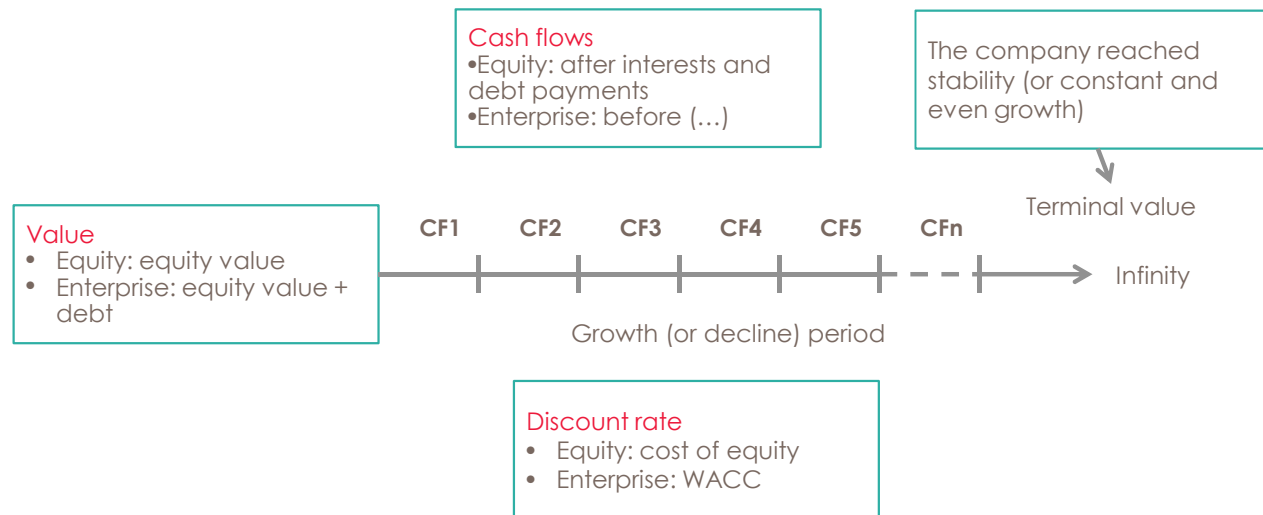 Cash flows
•Equity: after interests and
debt payments
•Enterprise: before (…)
The company reached
stability (or constant and
even growth)
Terminal value
Value
• Equity: equity value
• Enterprise: equity value +
debt
CF1 CF2 CF3 CF4 CF5 CFn
Infinity
Growth (or decline) period
Discount rate
• Equity: cost of equity
• Enterprise: WACC